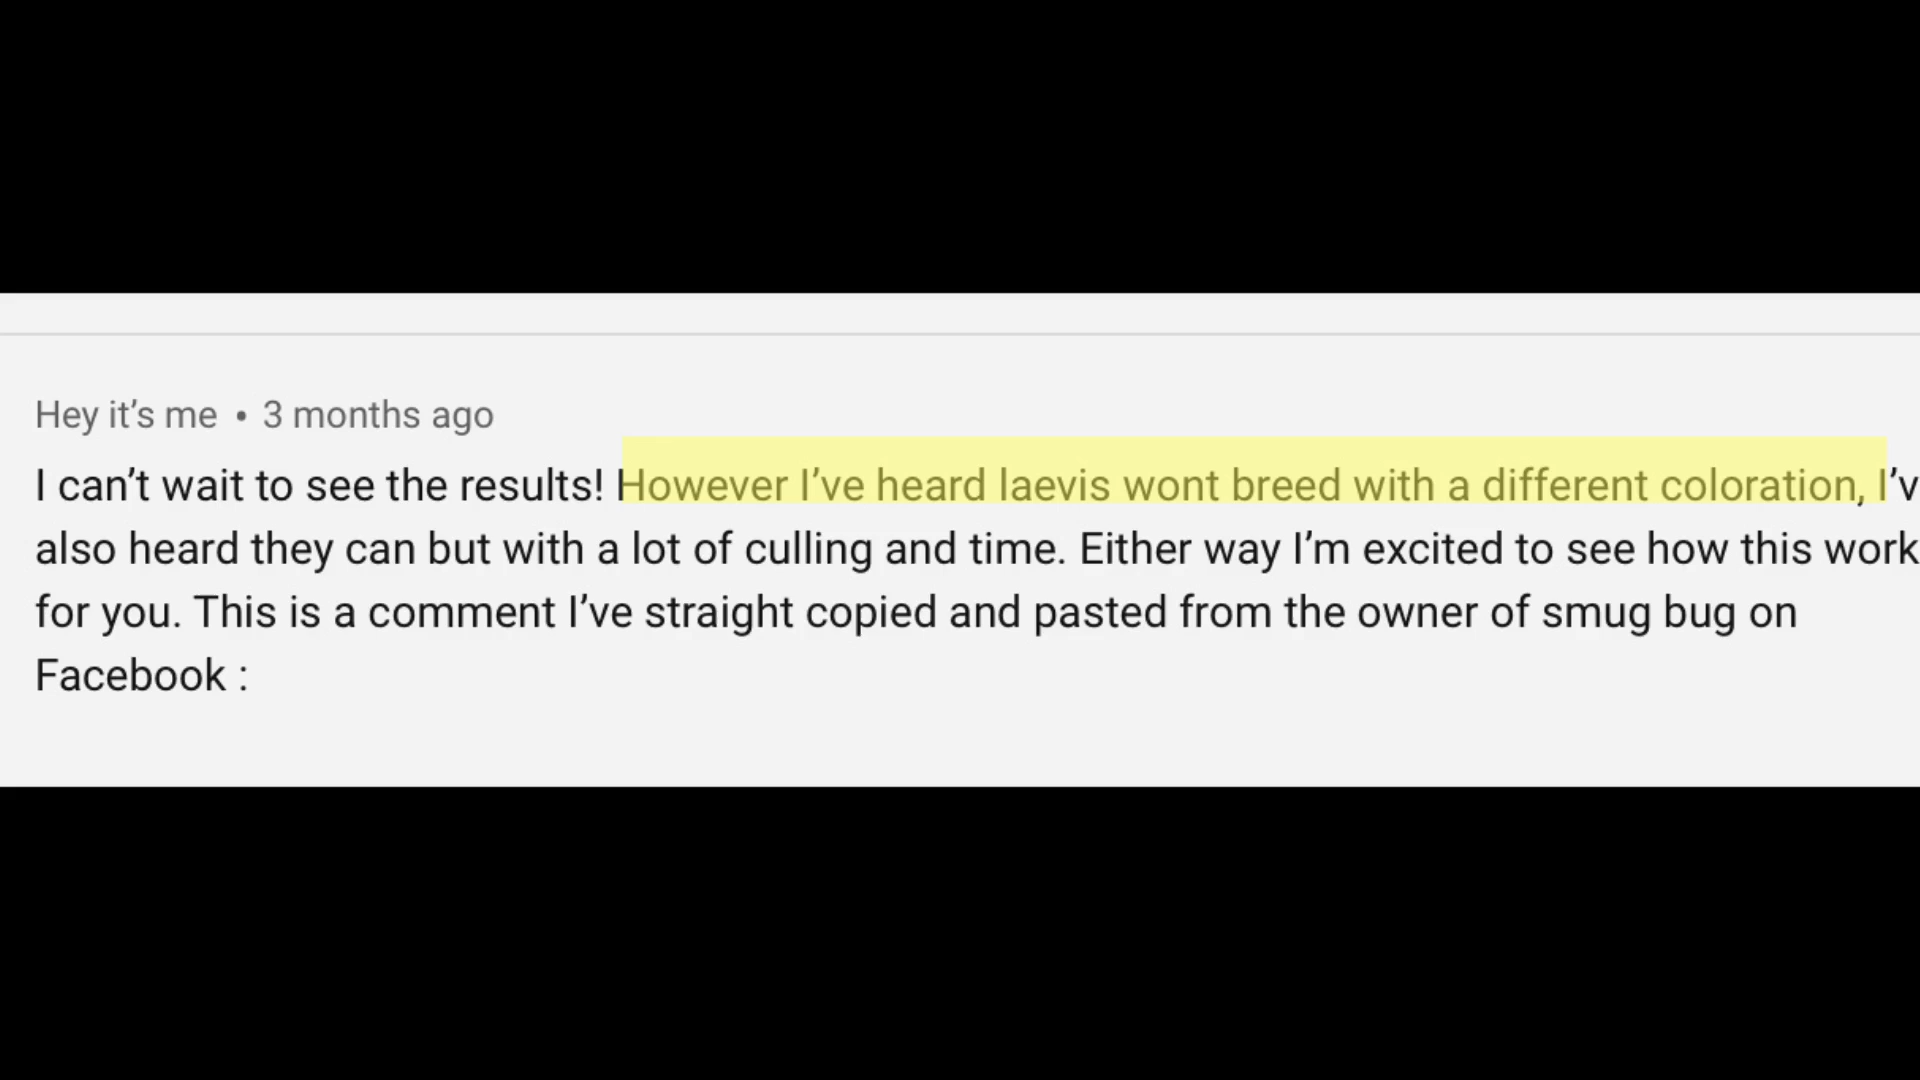 Hey it’s me • 3 months ago
I can’t wait to see the results! However I’ve heard laevis wont breed with a different coloration, I’v
also heard they can but with a lot of culling and time. Either way I’m excited to see how this work
for you. This is a comment I’ve straight copied and pasted from the owner of smug bug on
Facebook :